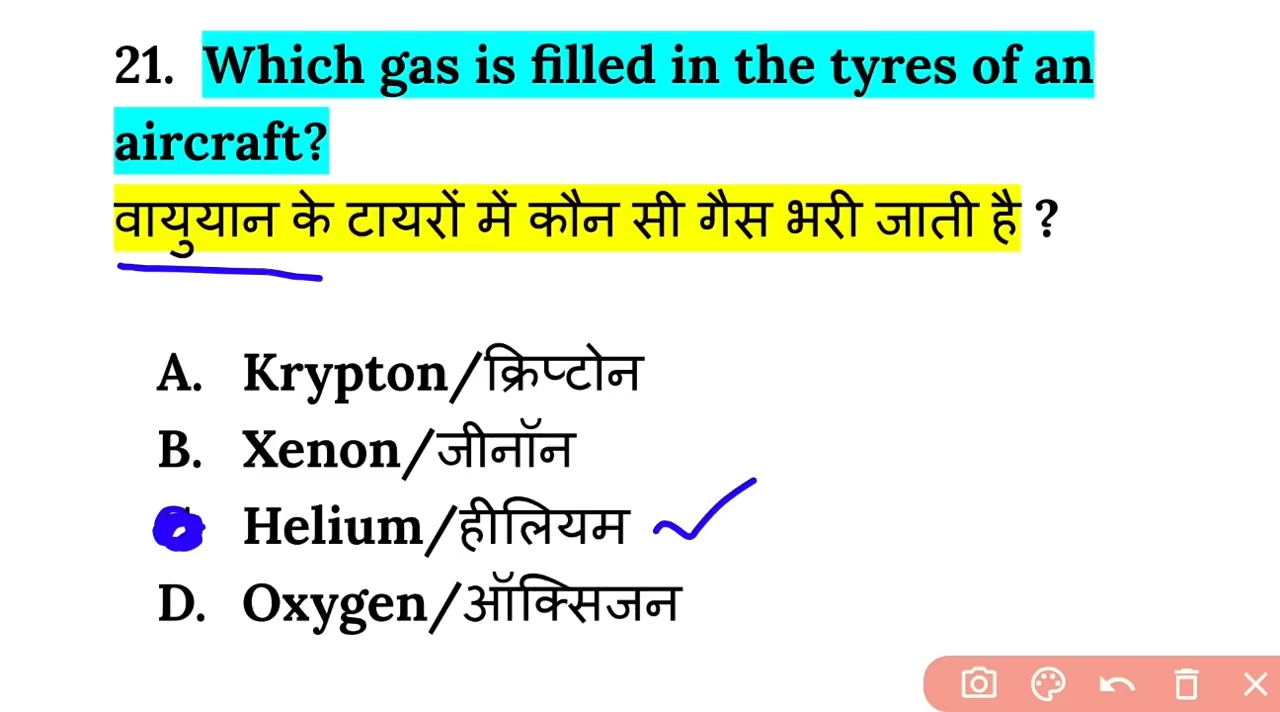 21. Which gas is filled in the tyres of an
aircraft?
वायुयान के टायरों में कौन सी गैस भरी जाती है ?
A. Krypton/क्रिप्टोन
B. Xenon/जीनॉन
Helium/हीलियम
D. Oxygen/ऑक्सिजन